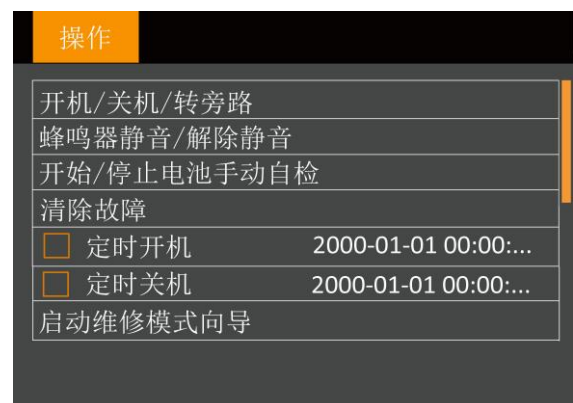 操作
开机/关机/转旁路
蜂鸣器静音/解除静音
开始/停止电池手动自检
清除故障
定时开机 2000-01-01 00:00:...
定时关机 2000-01-01 00:00:...
启动维修模式向导